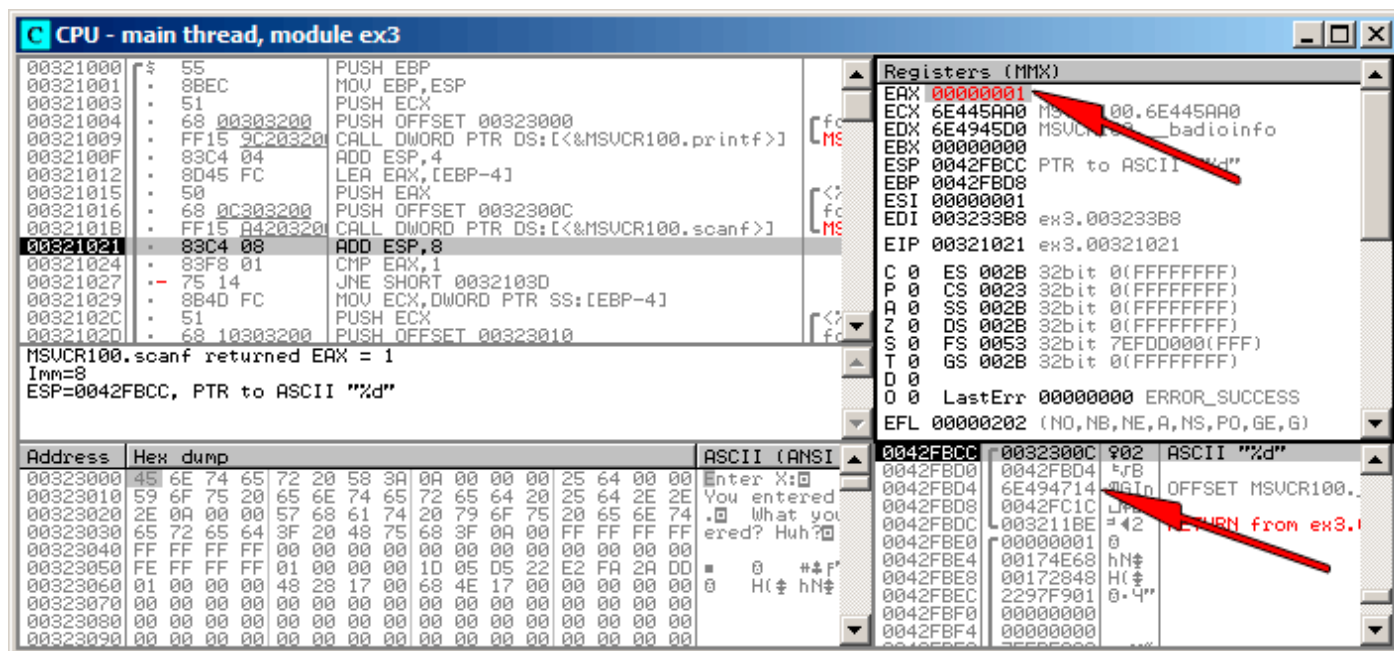 C CPU - main thread, module ex3
00321000 $ 55 PUSH EBP
00321001 . 8BEC MOV EBP,ESP
00321003 . 51 PUSH ECX
00321004 . 68 00303200 PUSH OFFSET 00323000
00321009 . FF15 9C203200 CALL DWORD PTR DS:[<&MSVCR100.printf>]
0032100F . 83C4 04 ADD ESP,4
00321012 . 8D45 FC LEA EAX,[EBP-4]
00321015 . 50 PUSH EAX
00321016 . 68 0C303200 PUSH OFFSET 0032300C
0032101B . FF15 A4203200 CALL DWORD PTR DS:[<&MSVCR100.scanf>]
00321021 . 83C4 08 ADD ESP,8
00321024 . 83F8 01 CMP EAX,1
00321027 .- 75 14 JNE SHORT 0032103D
00321029 . 8B4D FC MOV ECX,DWORD PTR SS:[EBP-4]
0032102C . 51 PUSH ECX
0032102D . 68 10303200 PUSH OFFSET 00323010
MSVCR100.scanf returned EAX = 1
Imm=8
ESP=0042FBCC, PTR to ASCII "%d"
Registers (MMX)
EAX 00000001
ECX 6E445AA0 100.6E445AA0
EDX 6E4945D0 __badioinfo
EBX 00000000
ESP 0042FBCC PTR to ASCII "%d"
EBP 0042FBD8
ESI 00000001
EDI 003233B8 ex3.003233B8
EIP 00321021 ex3.00321021
C 0 ES 002B 32bit 0(FFFFFFFF)
P 0 CS 0023 32bit 0(FFFFFFFF)
A 0 SS 002B 32bit 0(FFFFFFFF)
Z 0 DS 002B 32bit 0(FFFFFFFF)
S 0 FS 0053 32bit 7EFDD000(FFF)
T 0 GS 002B 32bit 0(FFFFFFFF)
D 0
O 0 LastErr 00000000 ERROR_SUCCESS
EFL 00000202 (NO,NB,NE,A,NS,PO,GE,G)
Address Hex dump ASCII (ANSI
00323000 45 6E 74 65 72 20 58 3A 0A 00 00 00 25 64 00 00 Enter X:
00323010 59 6F 75 20 65 6E 74 65 72 65 64 20 25 64 2E 2E You entered
00323020 2E 0A 00 00 57 68 61 74 20 79 6F 75 20 65 6E 74 . What you
00323030 65 72 65 64 3F 20 48 75 68 3F 0A 00 FF FF FF FF ered? Huh?
00323040 FF FF FF FF 00 00 00 00 00 00 00 00 00 00 00 00
00323050 FE FF FF FF 01 00 00 00 1D 05 D5 22 E2 FA 2A DD
00323060 01 00 00 00 48 28 17 00 68 4E 17 00 00 00 00 00 H( hN
00323070 00 00 00 00 00 00 00 00 00 00 00 00 00 00 00 00
00323080 00 00 00 00 00 00 00 00 00 00 00 00 00 00 00 00
00323090 00 00 00 00 00 00 00 00 00 00 00 00 00 00 00 00
0042FBCC 0032300C ASCII "%d"
0042FBD0 0042FBD4
0042FBD4 6E494714 OFFSET MSVCR100.
0042FBD8 0042FC1C
0042FBDC 003211BE RETURN from ex3.
0042FBE0 00000001
0042FBE4 00174E68 hN
0042FBE8 00172848 H(
0042FBEC 2297F901
0042FBF0 00000000
0042FBF4 00000000